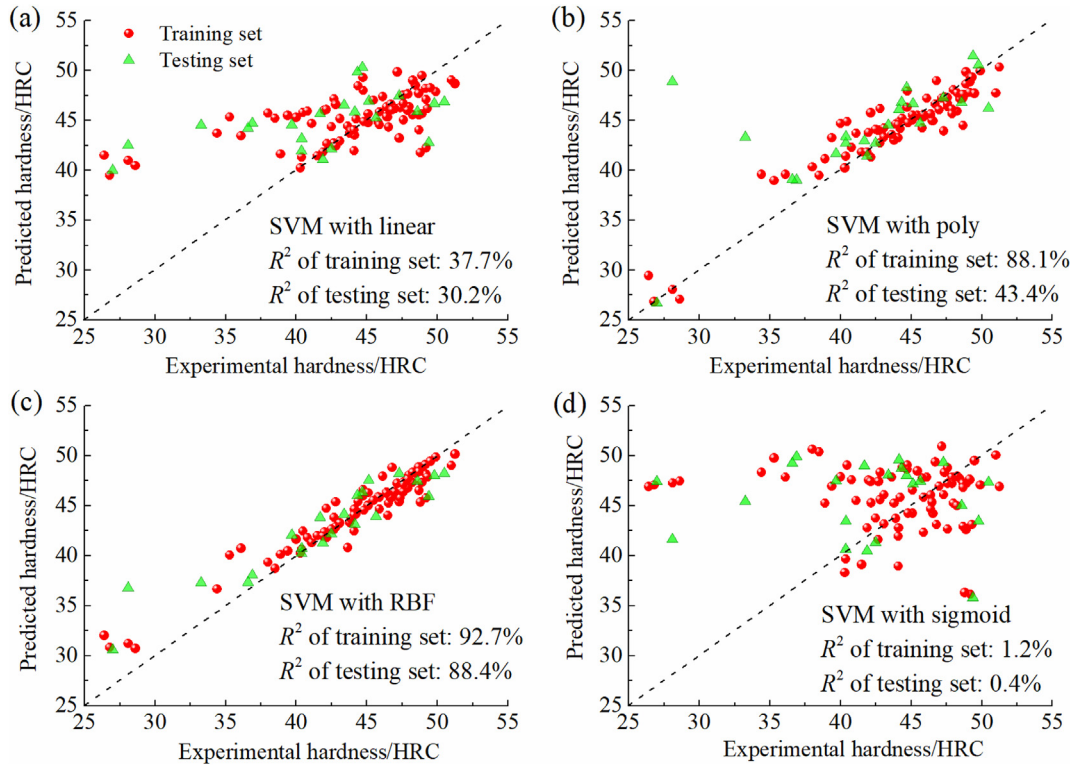 (a)
55
50
45
40
35
30
25
Predicted hardness/HRC
Training set
Testing set
SVM with linear
R² of training set: 37.7%
R² of testing set: 30.2%
25 30 35 40 45 50 55
Experimental hardness/HRC
(b)
55
50
45
40
35
30
25
Predicted hardness/HRC
SVM with poly
R² of training set: 88.1%
R² of testing set: 43.4%
25 30 35 40 45 50 55
Experimental hardness/HRC
(c)
55
50
45
40
35
30
25
Predicted hardness/HRC
SVM with RBF
R² of training set: 92.7%
R² of testing set: 88.4%
25 30 35 40 45 50 55
Experimental hardness/HRC
(d)
55
50
45
40
35
30
25
Predicted hardness/HRC
SVM with sigmoid
R² of training set: 1.2%
R² of testing set: 0.4%
25 30 35 40 45 50 55
Experimental hardness/HRC